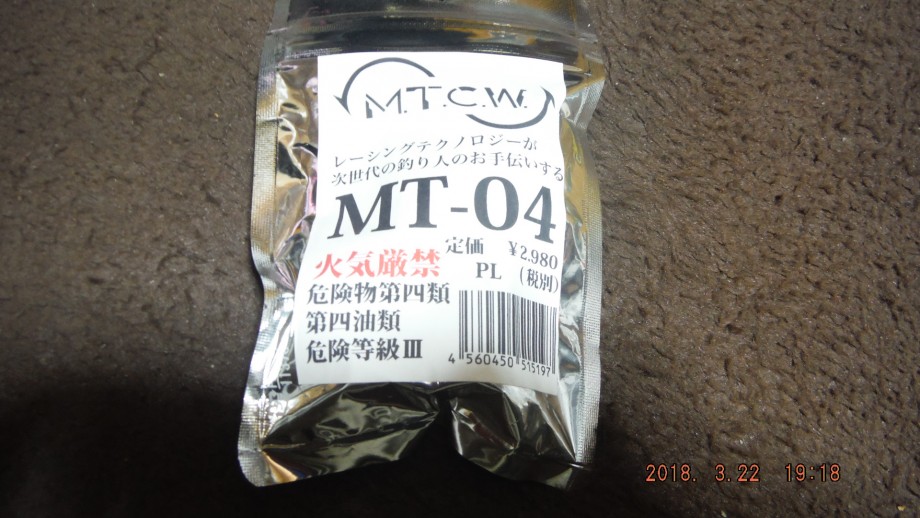 M.T.C.W.
レーシングテクノロジーが
次世代の釣り人のお手伝いする
MT-04
定価 ¥2.980
火気厳禁 PL (税別)
危険物第四類
第四油類
危険等級Ⅲ
4 560450 515197
2018. 3.22 19:18